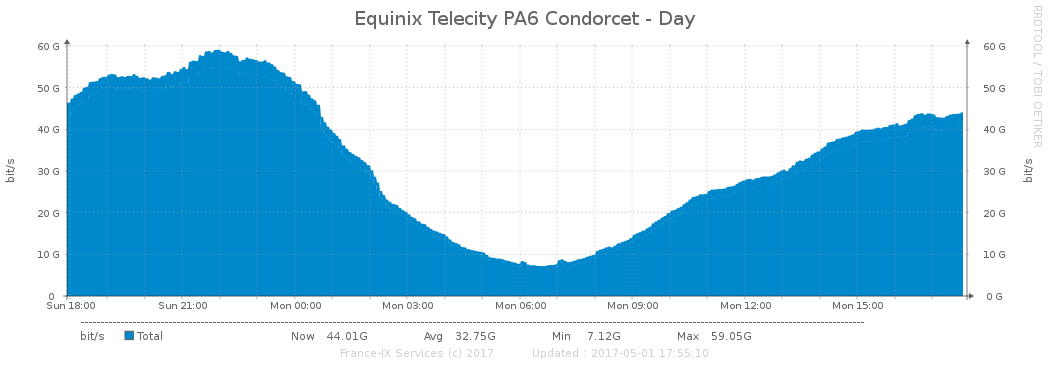 Equinix Telecity PA6 Condorcet - Day
RRDTOOL / TOBI OETIKER
60 G 60 G
50 G 50 G
40 G 40 G
30 G 30 G
20 G 20 G
10 G 10 G
0 0 G
bit/s bit/s
Sun 18:00 Sun 21:00 Mon 00:00 Mon 03:00 Mon 06:00 Mon 09:00 Mon 12:00 Mon 15:00
bit/s Total Now 44.01G Avg 32.75G Min 7.12G Max 59.05G
France-IX Services (c) 2017 Updated : 2017-05-01 17:55:10